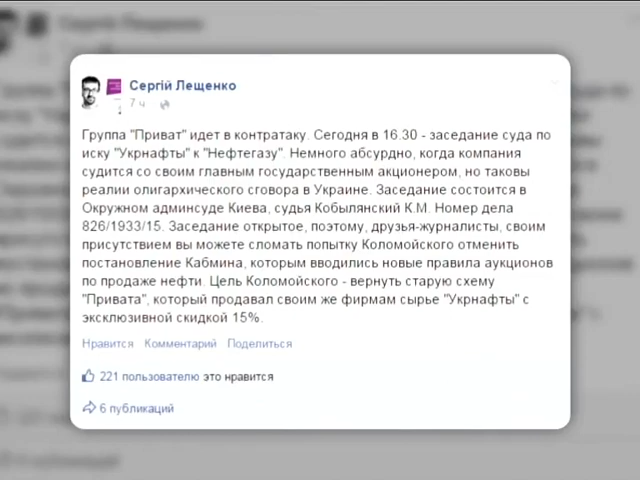 Сергій Лещенко
7 ч
Группа "Приват" идет в контратаку. Сегодня в 16.30 - заседание суда по
иску "Укрнафты" к "Нефтегазу". Немного абсурдно, когда компания
судится со своим главным государственным акционером, но таковы
реалии олигархического сговора в Украине. Заседание состоится в
Окружном админсуде Киева, судья Кобылянский К.М. Номер дела
826/1933/15. Заседание открытое, поэтому, друзья-журналисты, своим
присутствием вы можете сломать попытку Коломойского отменить
постановление Кабмина, которым вводились новые правила аукционов
по продаже нефти. Цель Коломойского - вернуть старую схему
"Привата", который продавал своим же фирмам сырье "Укрнафты" с
эксклюзивной скидкой 15%.
Нравится Комментарий Поделиться
221 пользователю это нравится
6 публикаций